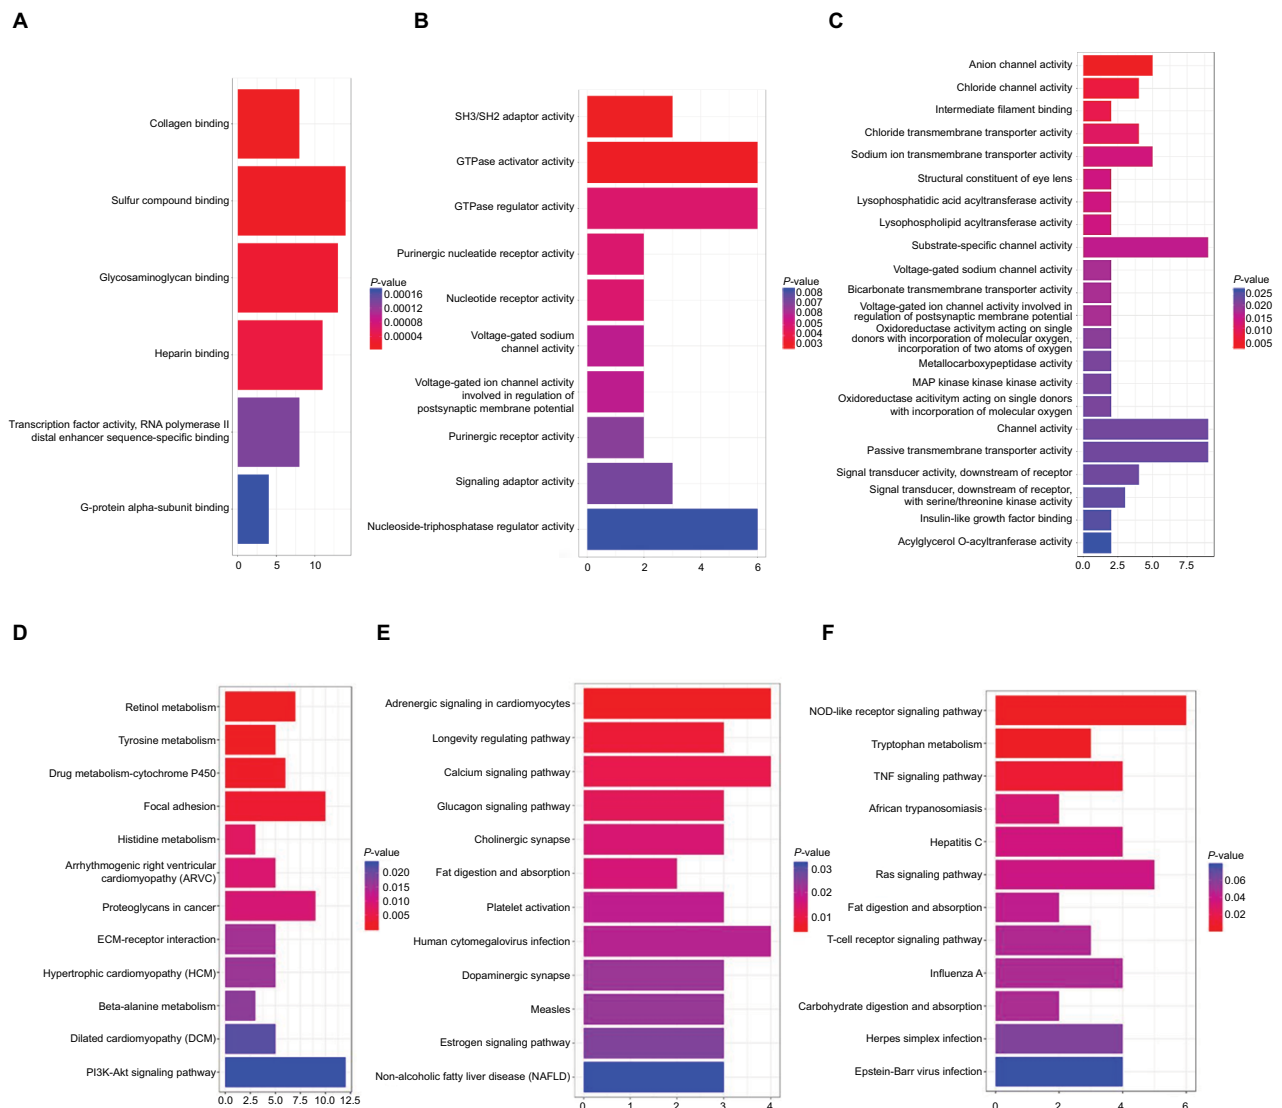 A
Collagen binding
Sulfur compound binding
Glycosaminoglycan binding
Heparin binding
Transcription factor activity, RNA polymerase II
distal enhancer sequence-specific binding
G-protein alpha-subunit binding
0 5 10
P-value
0.00016
0.00012
0.00008
0.00004
B
SH3/SH2 adaptor activity
GTPase activator activity
GTPase regulator activity
Purinergic nucleatide receptor activity
Nucleotide receptor activity
Voltage-gated sodium
channel activity
Voltage-gated ion channel activity
involved in regulation of
postsynaptic membrane potential
Purinergic receptor activity
Signaling adaptor activity
Nucleoside-triphosphatase regulator activity
0 2 4 6
P-value
0.008
0.007
0.008
0.005
0.004
0.003
C
Anion channel activity
Chloride channel activity
Intermediate filament binding
Chloride transmembrane transporter activity
Sodium ion transmembrane transporter activity
Structural constituent of eye lens
Lysophosphatidic acid acyltransferase activity
Lysophospholipid acyltransferase activity
Substrate-specific channel activity
Voltage-gated sodium channel activity
Bicarbonate transmembrane transporter activity
Voltage-gated ion channel activity involved in
regulation of postsynaptic membrane potential
Oxidoreductase activitym acting on single
donors with incorporation of molecular oxygen,
incorporation of two atoms of oxygen
Metallocarboxypeptidase activity
MAP kinase kinase kinase activity
Oxidoreductase acitivitym acting on single donors
with incorporation of molecular oxygen
Channel activity
Passive transmembrane transporter activity
Signal transducer activity, downstream of receptor
Signal transducer, downstream of receptor,
with serine/threonine kinase activity
Insulin-like growth factor binding
Acylglycerol O-acyltranferase activity
0.0 2.5 5.0 7.5
P-value
0.025
0.020
0.015
0.010
0.005
D
Retinol metabolism
Tyrosine metabolism
Drug metabolism-cytochrome P450
Focal adhesion
Histidine metabolism
Arrhythmogenic right ventricular
cardiomyopathy (ARVC)
Proteoglycans in cancer
ECM-receptor interaction
Hypertrophic cardiomyopathy (HCM)
Beta-alanine metabolism
Dilated cardiomyopathy (DCM)
PI3K-Akt signaling pathway
0.0 2.5 5.0 7.5 10.0 12.5
P-value
0.020
0.015
0.010
0.005
E
Adrenergic signaling in cardiomyocytes
Longevity regulating pathway
Calcium signaling pathway
Glucagon signaling pathway
Cholinergic synapse
Fat digestion and absorption
Platelet activation
Human cytomegalovirus infection
Dopaminergic synapse
Measles
Estrogen signaling pathway
Non-alcoholic fatty liver disease (NAFLD)
0 1 2 3 4
P-value
0.03
0.02
0.01
F
NOD-like receptor signaling pathway
Tryptophan metabolism
TNF signaling pathway
African trypanosomiasis
Hepatitis C
Ras signaling pathway
Fat digestion and absorption
T-cell receptor signaling pathway
Influenza A
Carbohydrate digestion and absorption
Herpes simplex infection
Epstein-Barr virus infection
0 2 4 6
P-value
0.06
0.04
0.02